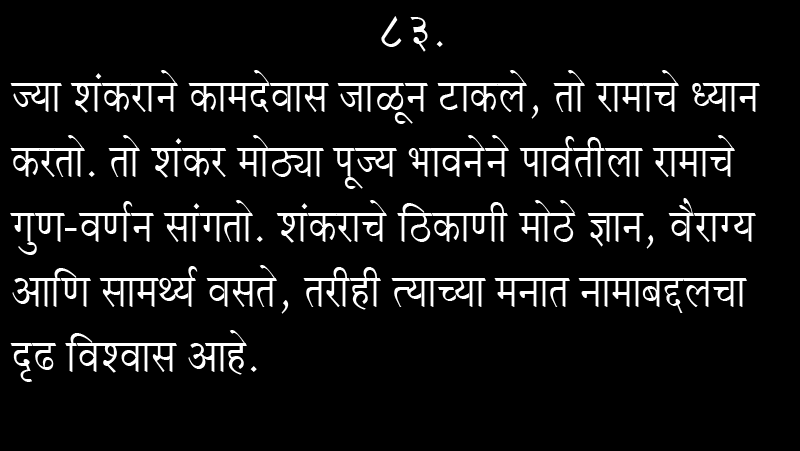 ८३.
ज्या शंकराने कामदेवास जाळून टाकले, तो रामाचे ध्यान
करतो. तो शंकर मोठ्या पूज्य भावनेने पार्वतीला रामाचे
गुण-वर्णन सांगतो. शंकराचे ठिकाणी मोठे ज्ञान, वैराग्य
आणि सामर्थ्य वसते, तरीही त्याच्या मनात नामाबद्दलचा
दृढ विश्वास आहे.